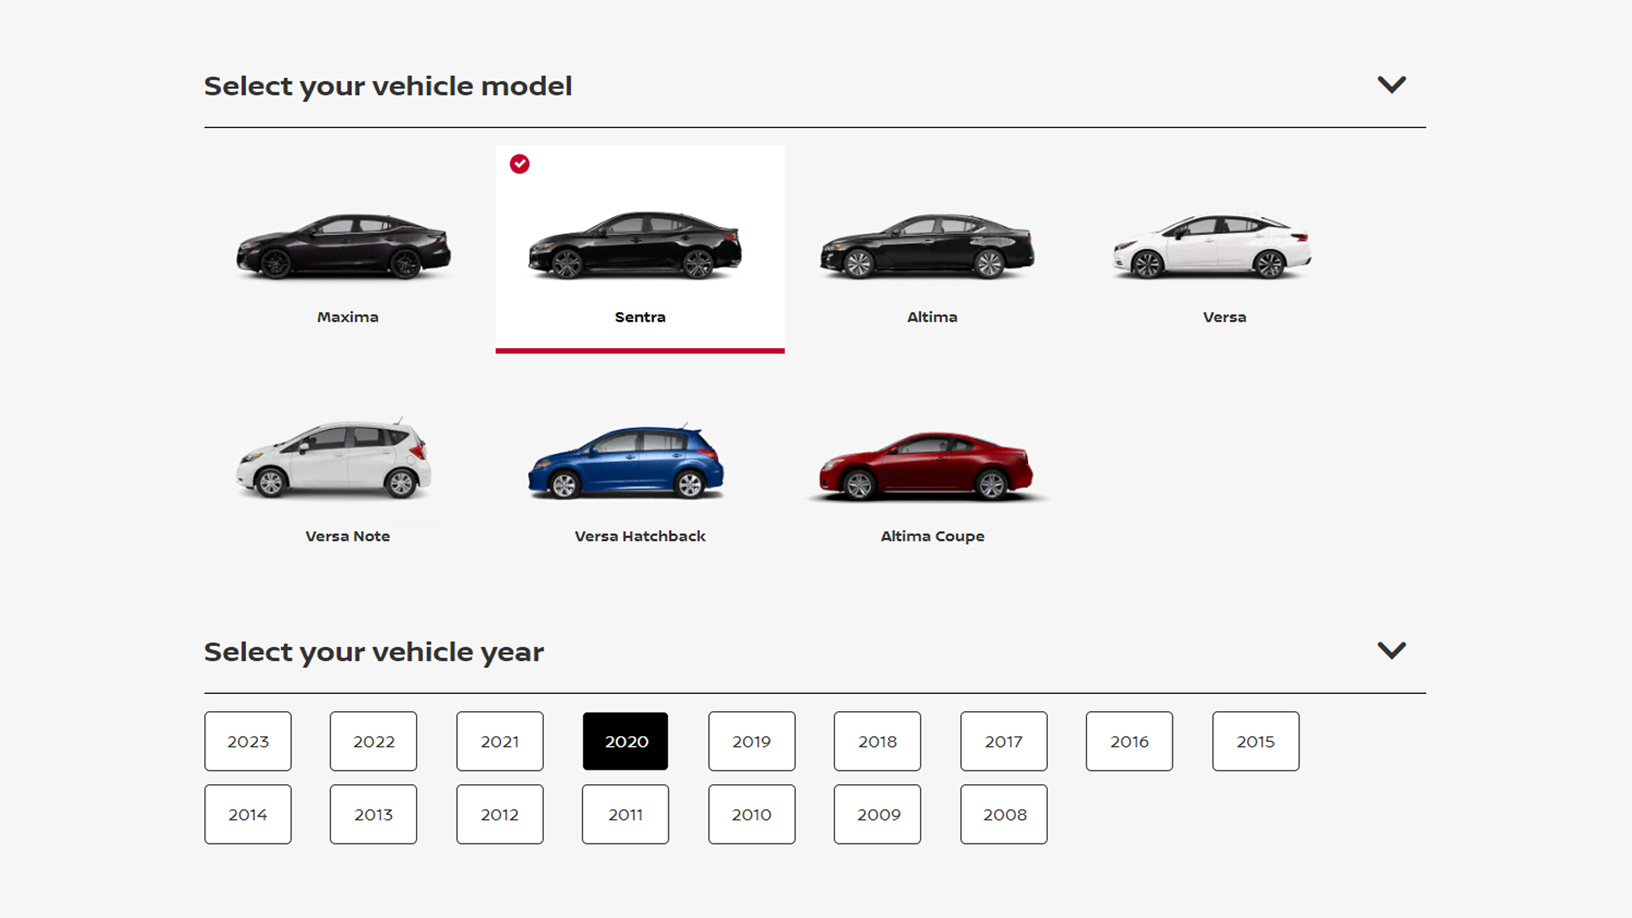 Select your vehicle model
Maxima
Sentra
Altima
Versa
Versa Note
Versa Hatchback
Altima Coupe
Select your vehicle year
2023
2022
2021
2020
2019
2018
2017
2016
2015
2014
2013
2012
2011
2010
2009
2008